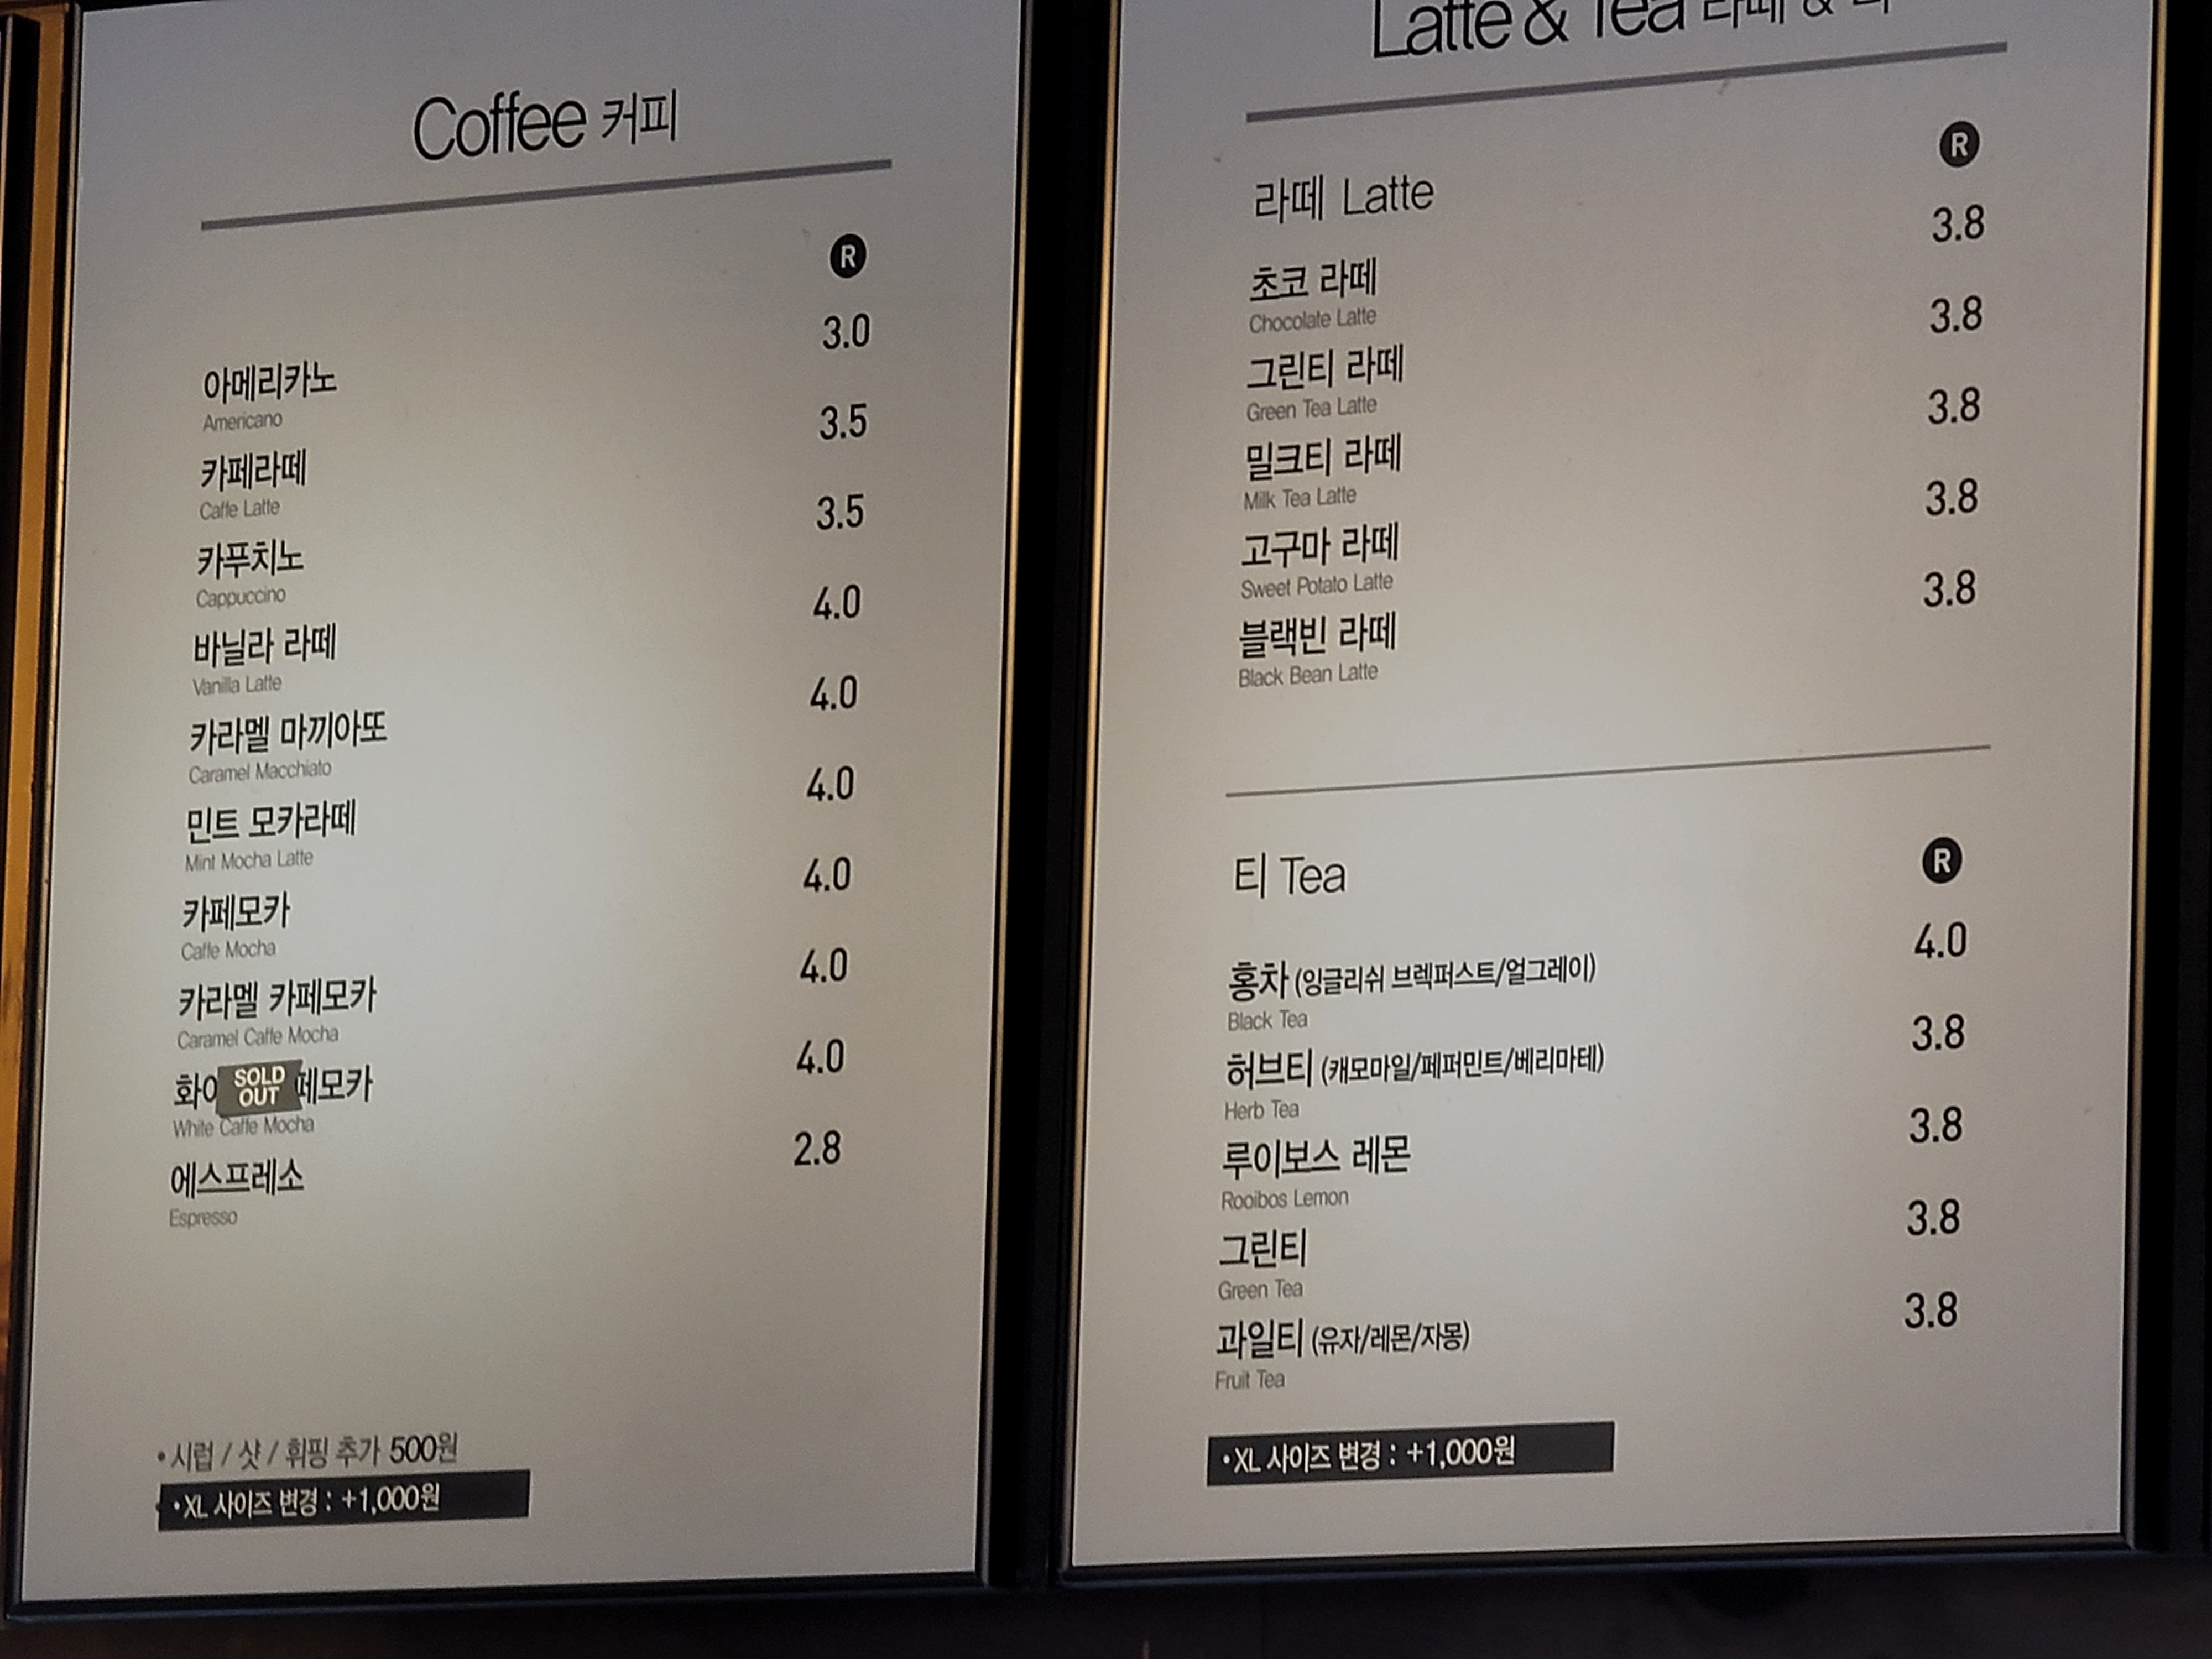 Coffee 커피
R
3.0
아메리카노
Americano
3.5
카페라떼
Caffe Latte
3.5
카푸치노
Cappuccino
4.0
바닐라 라떼
Vanilla Latte
4.0
카라멜 마끼아또
Caramel Macchiato
4.0
민트 모카라떼
Mint Mocha Latte
4.0
카페모카
Caffe Mocha
4.0
카라멜 카페모카
Caramel Caffe Mocha
4.0
SOLD
OUT
페모카
White Caffe Mocha
2.8
에스프레소
Espresso
•시럽 / 샷 / 휘핑 추가 500원
•XL 사이즈 변경 : +1,000원
Latte & Tea 라떼 &
R
라떼 Latte
3.8
초코 라떼
Chocolate Latte
3.8
그린티 라떼
Green Tea Latte
3.8
밀크티 라떼
Milk Tea Latte
3.8
고구마 라떼
Sweet Potato Latte
3.8
블랙빈 라떼
Black Bean Latte
티 Tea
R
4.0
홍차 (잉글리쉬 브렉퍼스트/얼그레이)
Black Tea
3.8
허브티 (캐모마일/페퍼민트/베리마테)
Herb Tea
3.8
루이보스 레몬
Rooibos Lemon
3.8
그린티
Green Tea
3.8
과일티 (유자/레몬/자몽)
Fruit Tea
•XL 사이즈 변경 : +1,000원